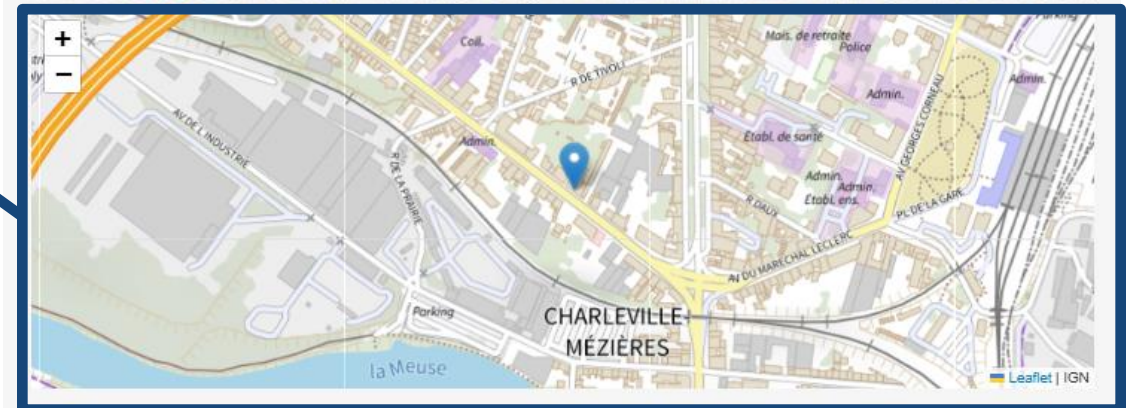 +
−
Coll.
Mais. de retraite
Police
Parking
Admin.
Admin.
R DE TIVOLI
AV GEORGES CORNEAU
AV DE L INDUSTRIE
Admin.
Etabl. de santé
R DE LA PRAIRIE
Admin.
Admin.
Etabl. ens.
R DAUX
PL DE LA GARE
AV DU MARECHAL LECLERC
Parking
CHARLEVILLE-
MÉZIÈRES
la Meuse
Leaflet | IGN